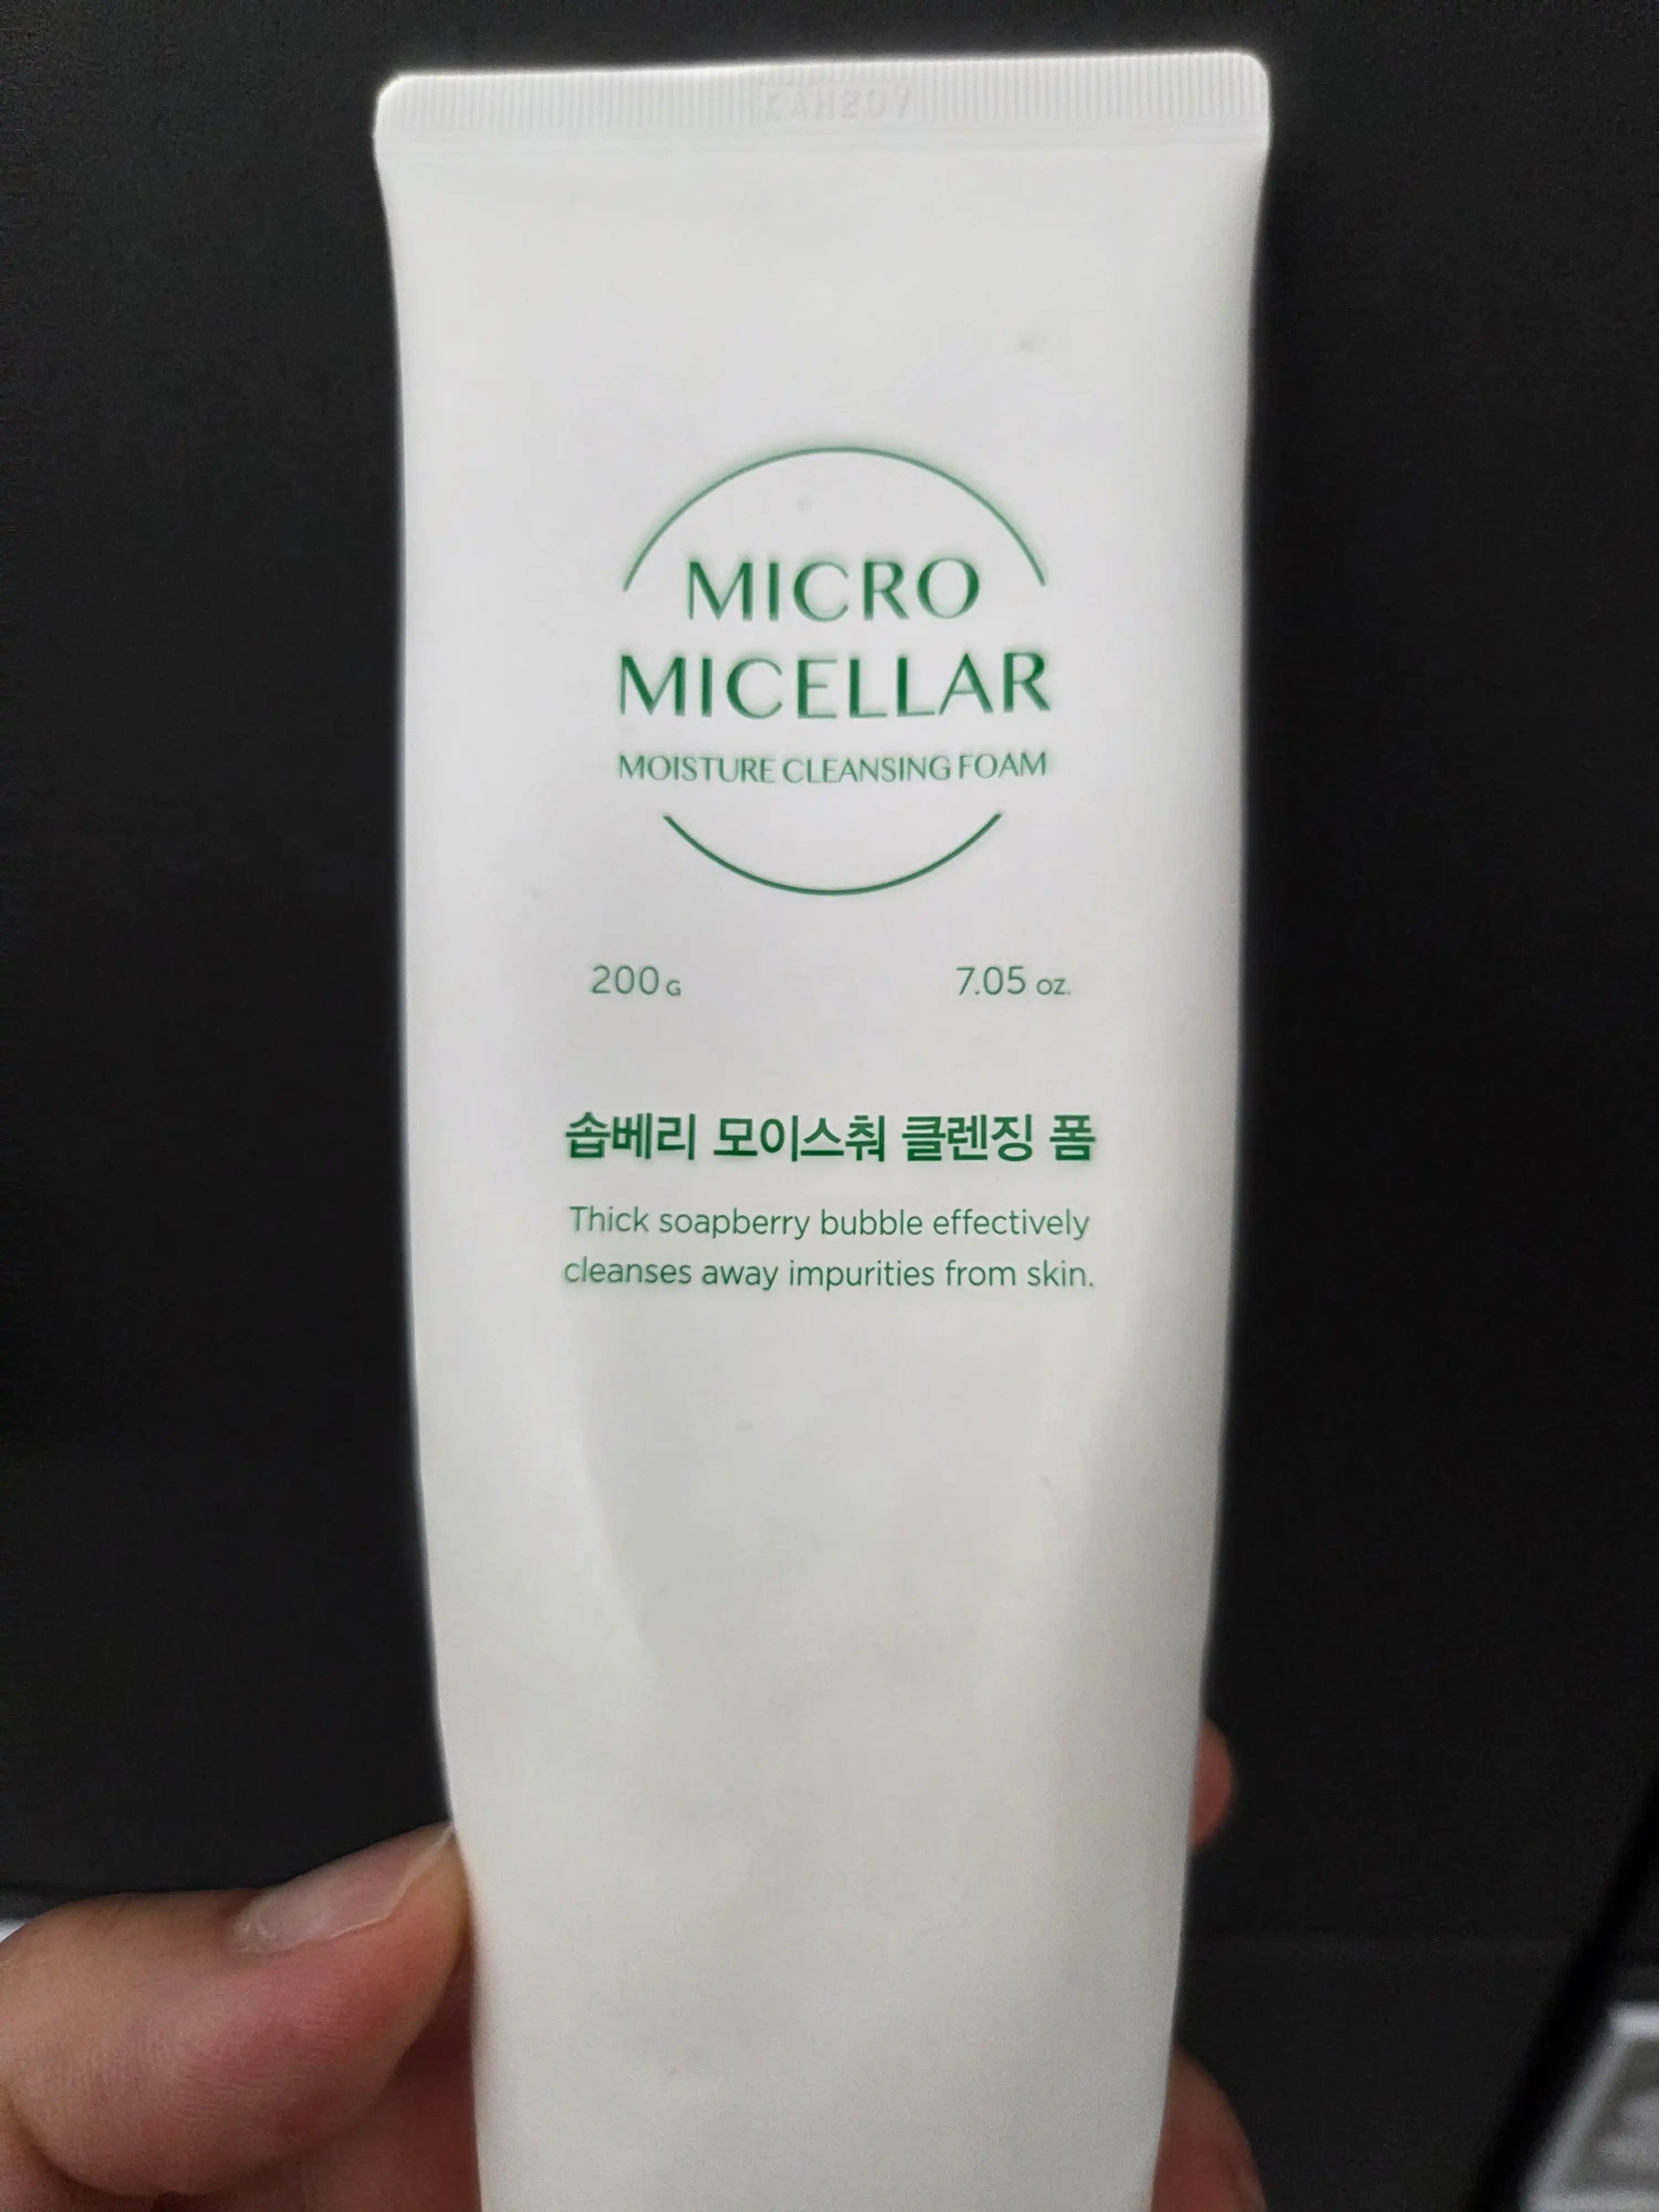 MICRO
MICELLAR
MOISTURE CLEANSING FOAM
200G 7.05 oz.
솝베리 모이스춰 클렌징 폼
Thick soapberry bubble effectively
cleanses away impurities from skin.